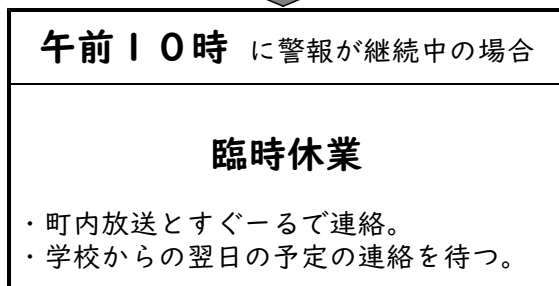 午前１０時 に警報が継続中の場合
臨時休業
・町内放送とすぐーるで連絡。
・学校からの翌日の予定の連絡を待つ。